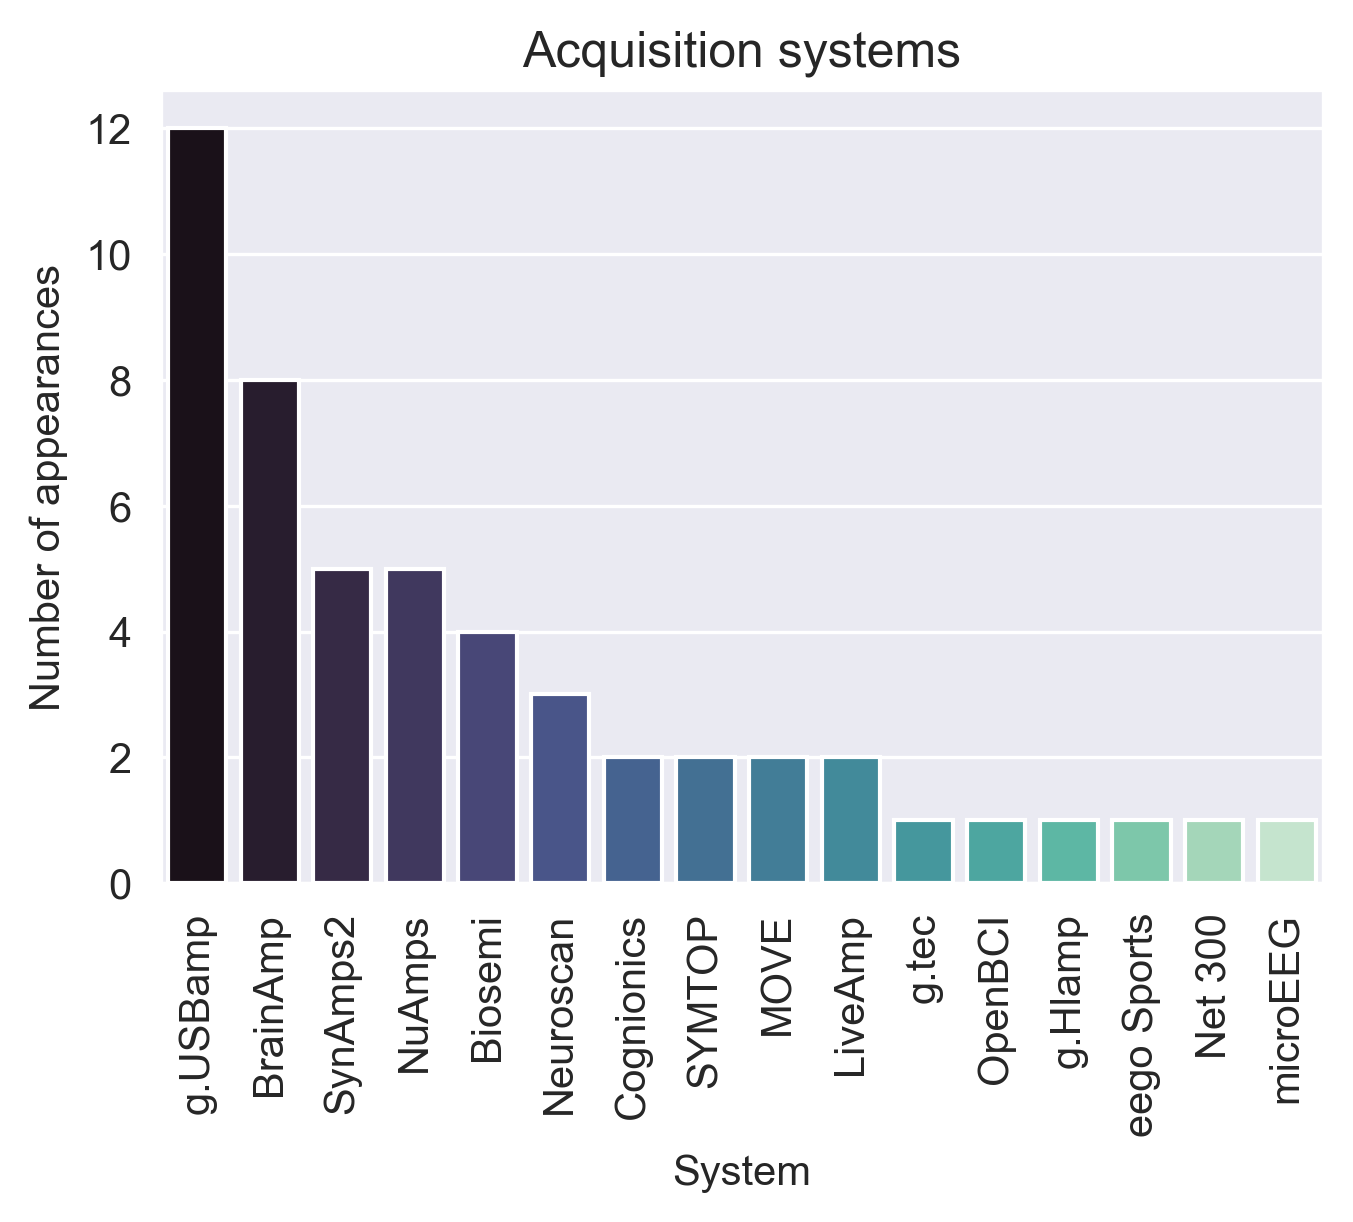 Acquisition systems
Number of appearances
12
10
8
6
4
2
0
g.USBamp
BrainAmp
SynAmps2
NuAmps
Biosemi
Neuroscan
Cognionics
SYMTOP
MOVE
LiveAmp
g.tec
OpenBCI
g.HIamp
eego Sports
Net 300
microEEG
System